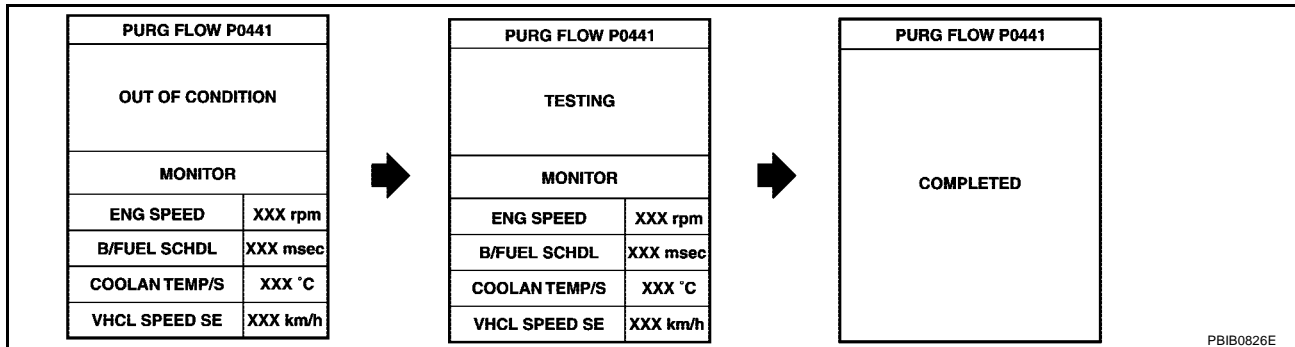 PURG FLOW P0441
OUT OF CONDITION
MONITOR
ENG SPEED XXX rpm
B/FUEL SCHDL XXX msec
COOLAN TEMP/S XXX °C
VHCL SPEED SE XXX km/h
PURG FLOW P0441
TESTING
MONITOR
ENG SPEED XXX rpm
B/FUEL SCHDL XXX msec
COOLAN TEMP/S XXX °C
VHCL SPEED SE XXX km/h
PURG FLOW P0441
COMPLETED
PBIB0826E